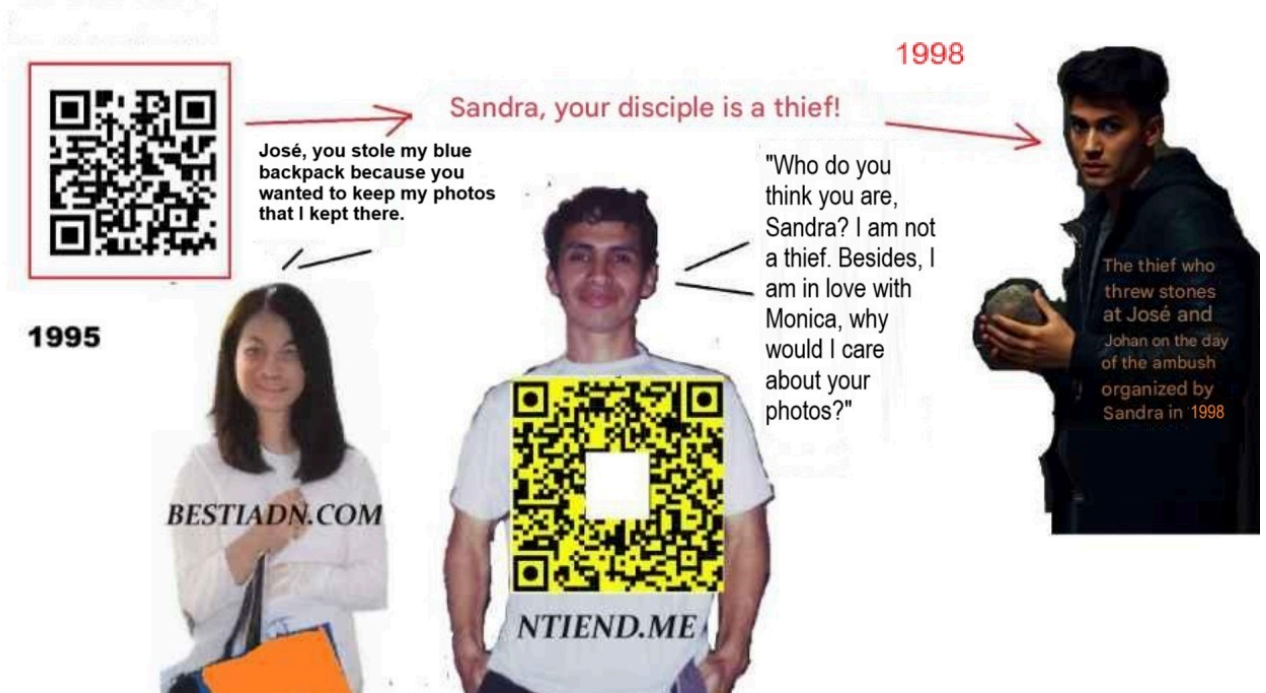 1998
Sandra, your disciple is a thief!
José, you stole my blue
backpack because you
wanted to keep my photos
that I kept there.
"Who do you
think you are,
Sandra? I am not
a thief. Besides, I
am in love with
Monica, why
would I care
about your
photos?"
The thief who
threw stones
at José and
Johan on the day
of the ambush
organized by
Sandra in 1998
1995
BESTIADN.COM
NTIEND.ME